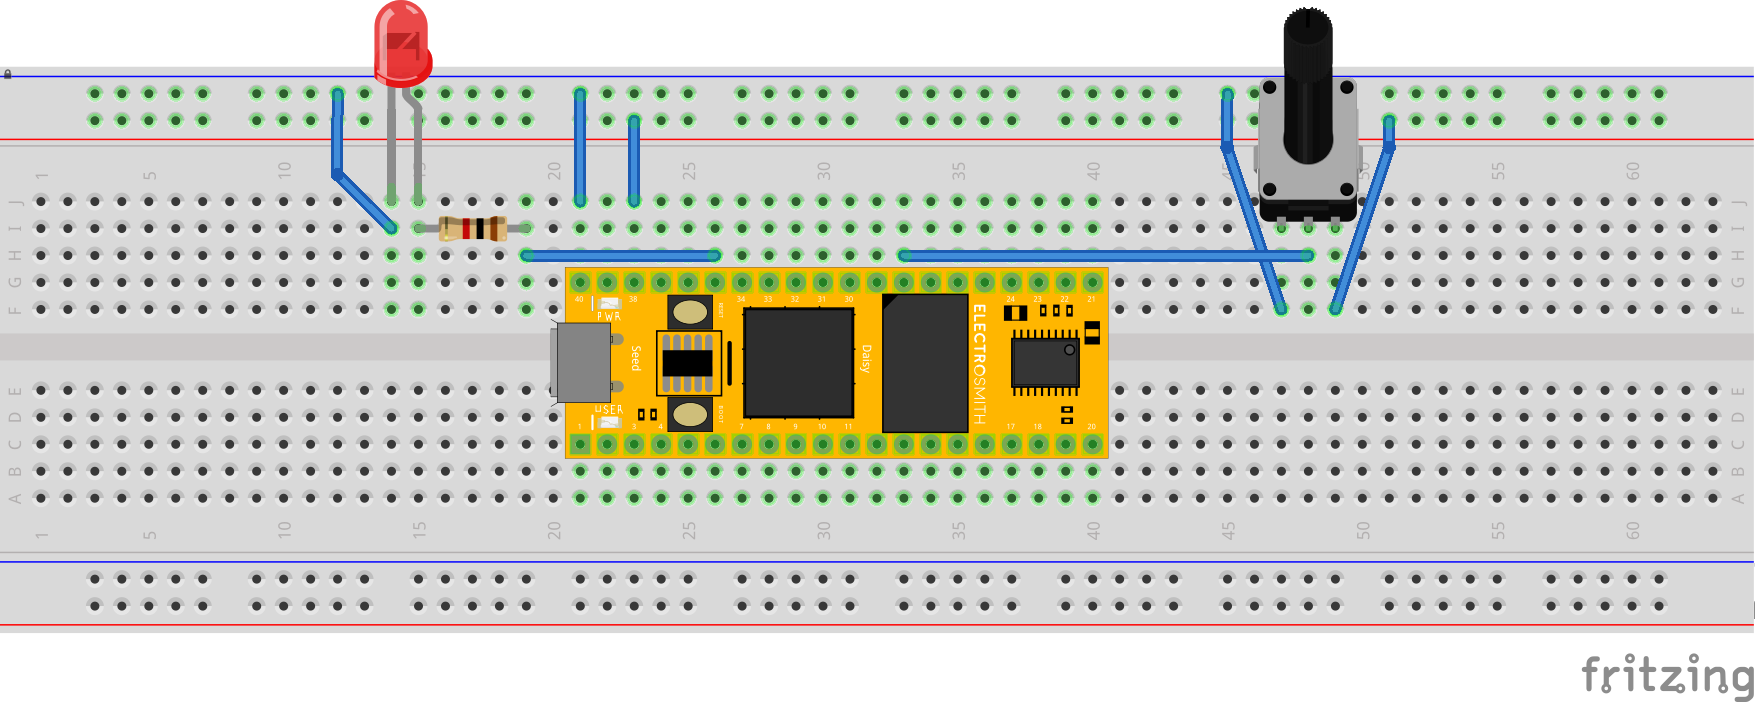 1 5 10 15 20 25 30 35 40 45 50 55 60
J J
I I
H H
G G
F F
40 38 34 33 32 31 30 24 23 22 21
PWR
RESET
Seed
Daisy
ELECTROSMITH
USER
BOOT
1 3 4 7 8 9 10 11 17 18 20
E E
D D
C C
B B
A A
1 5 10 15 20 25 30 35 40 45 50 55 60
fritzing